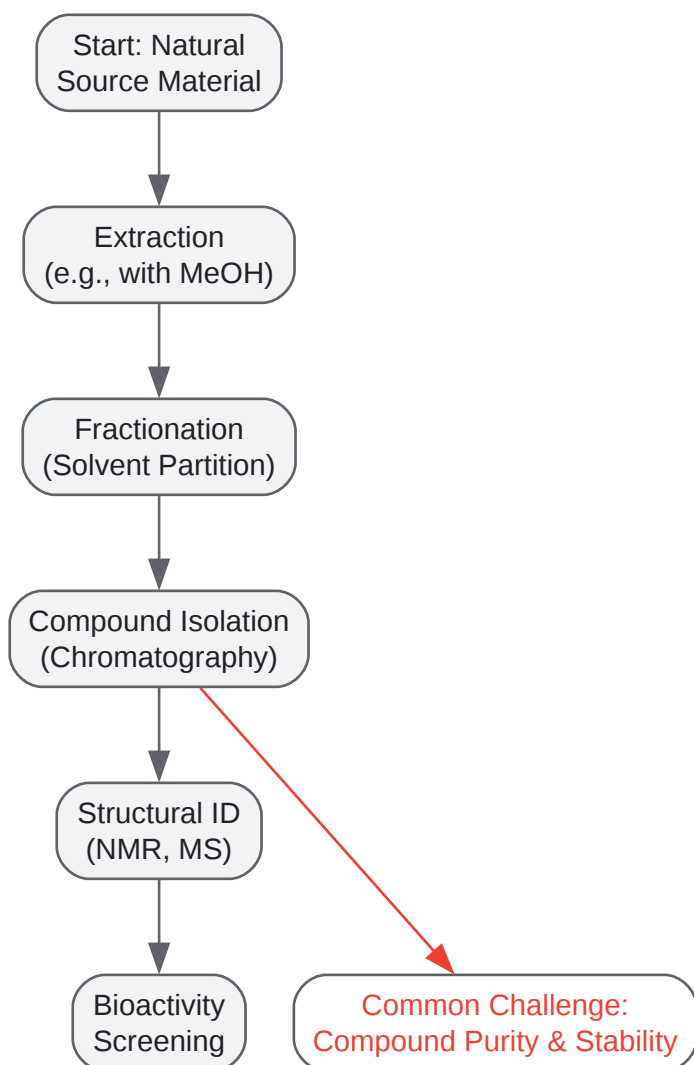 Start: Natural
Source Material
Extraction
(e.g., with MeOH)
Fractionation
(Solvent Partition)
Compound Isolation
(Chromatography)
Structural ID
(NMR, MS)
Bioactivity
Screening
Common Challenge:
Compound Purity & Stability